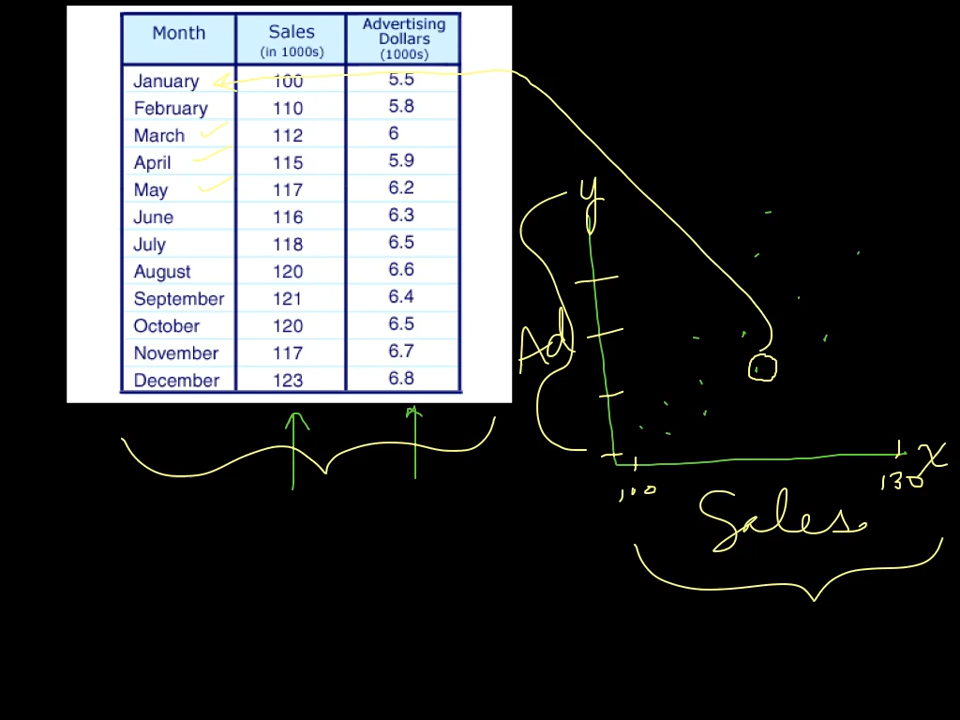 Month Sales (in 1000s) Advertising Dollars (1000s)
January 100 5.5
February 110 5.8
March 112 6
April 115 5.9
May 117 6.2
June 116 6.3
July 118 6.5
August 120 6.6
September 121 6.4
October 120 6.5
November 117 6.7
December 123 6.8
y
Ad
x
100 130
Sales